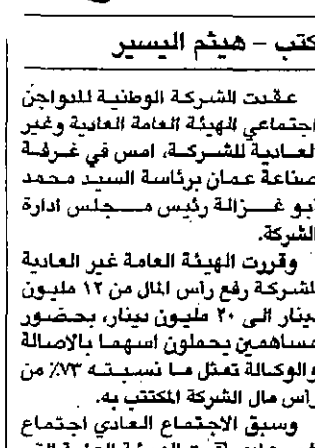 كتب - هيثم اليسير
عقدت الشركة الوطنية للدواجن
اجتماعي الهيئة العامة العادية وغير
العادية للشركة، امس في غرفة
صناعة عمان برئاسة السيد محمد
ابو غزالة رئيس مجلس ادارة
الشركة.
وقررت الهيئة العامة غير العادية
للشركة رفع راس المال من ١٢ مليون
دينار الى ٢٠ مليون دينار، بحضور
مساهمين يحملون اسهما بالاصالة
والوكالة تمثل ما نسبته ٧٣٪ من
راس مال الشركة المكتتب به.
وسبق الاجتماع العادي اجتماع